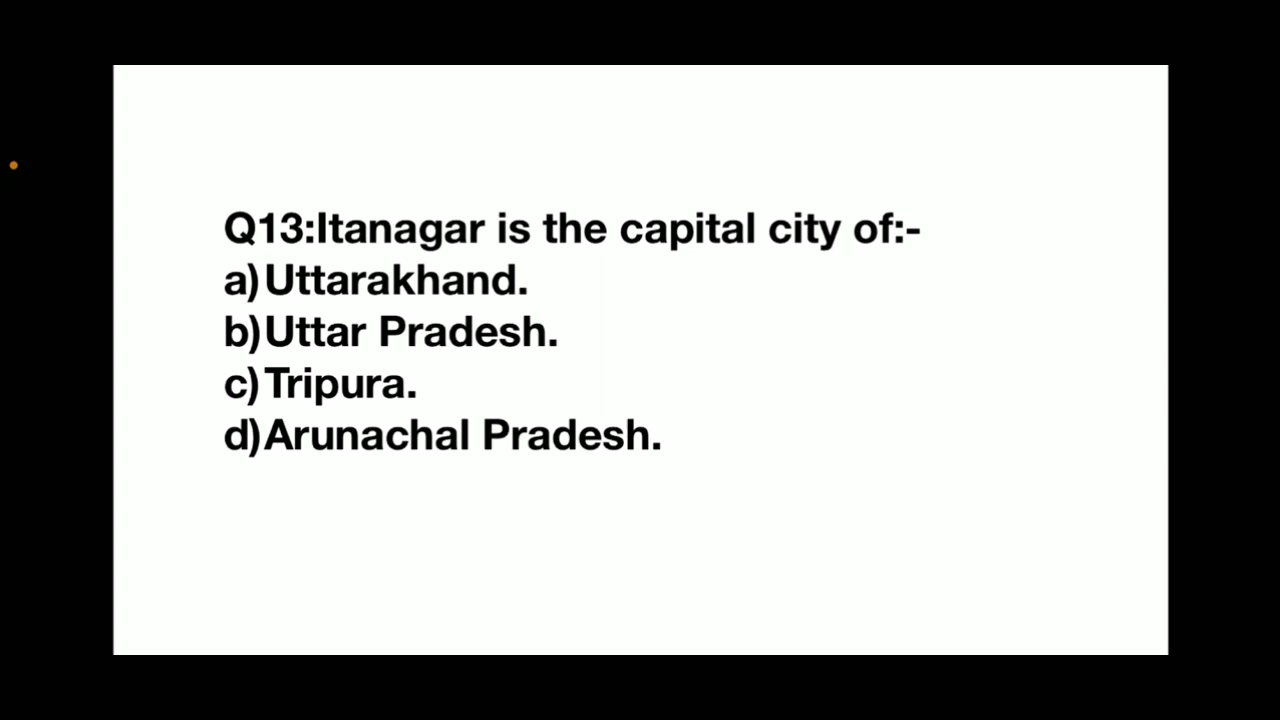 Q13:Itanagar is the capital city of:-
a)Uttarakhand.
b)Uttar Pradesh.
c)Tripura.
d)Arunachal Pradesh.